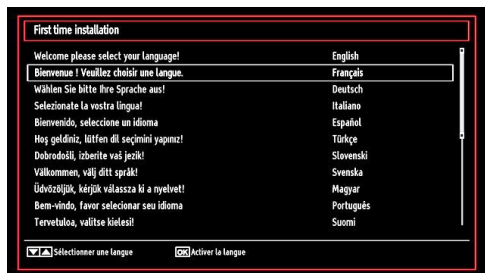 First time installation
Welcome please select your language! English
Bienvenue ! Veuillez choisir une langue. Français
Wählen Sie bitte Ihre Sprache aus! Deutsch
Selezionate la vostra lingua! Italiano
Bienvenido, seleccione un idioma Español
Hoş geldiniz, lütfen dil seçimini yapınız! Türkçe
Dobrodošli, izberite vaš jezik! Slovenski
Välkommen, välj ditt språk! Svenska
Üdvözöljük, kérjük válassza ki a nyelvet! Magyar
Bem-vindo, favor selecionar seu idioma Português
Tervetuloa, valitse kielesi! Suomi
Sélectionner une langue OK Activer la langue